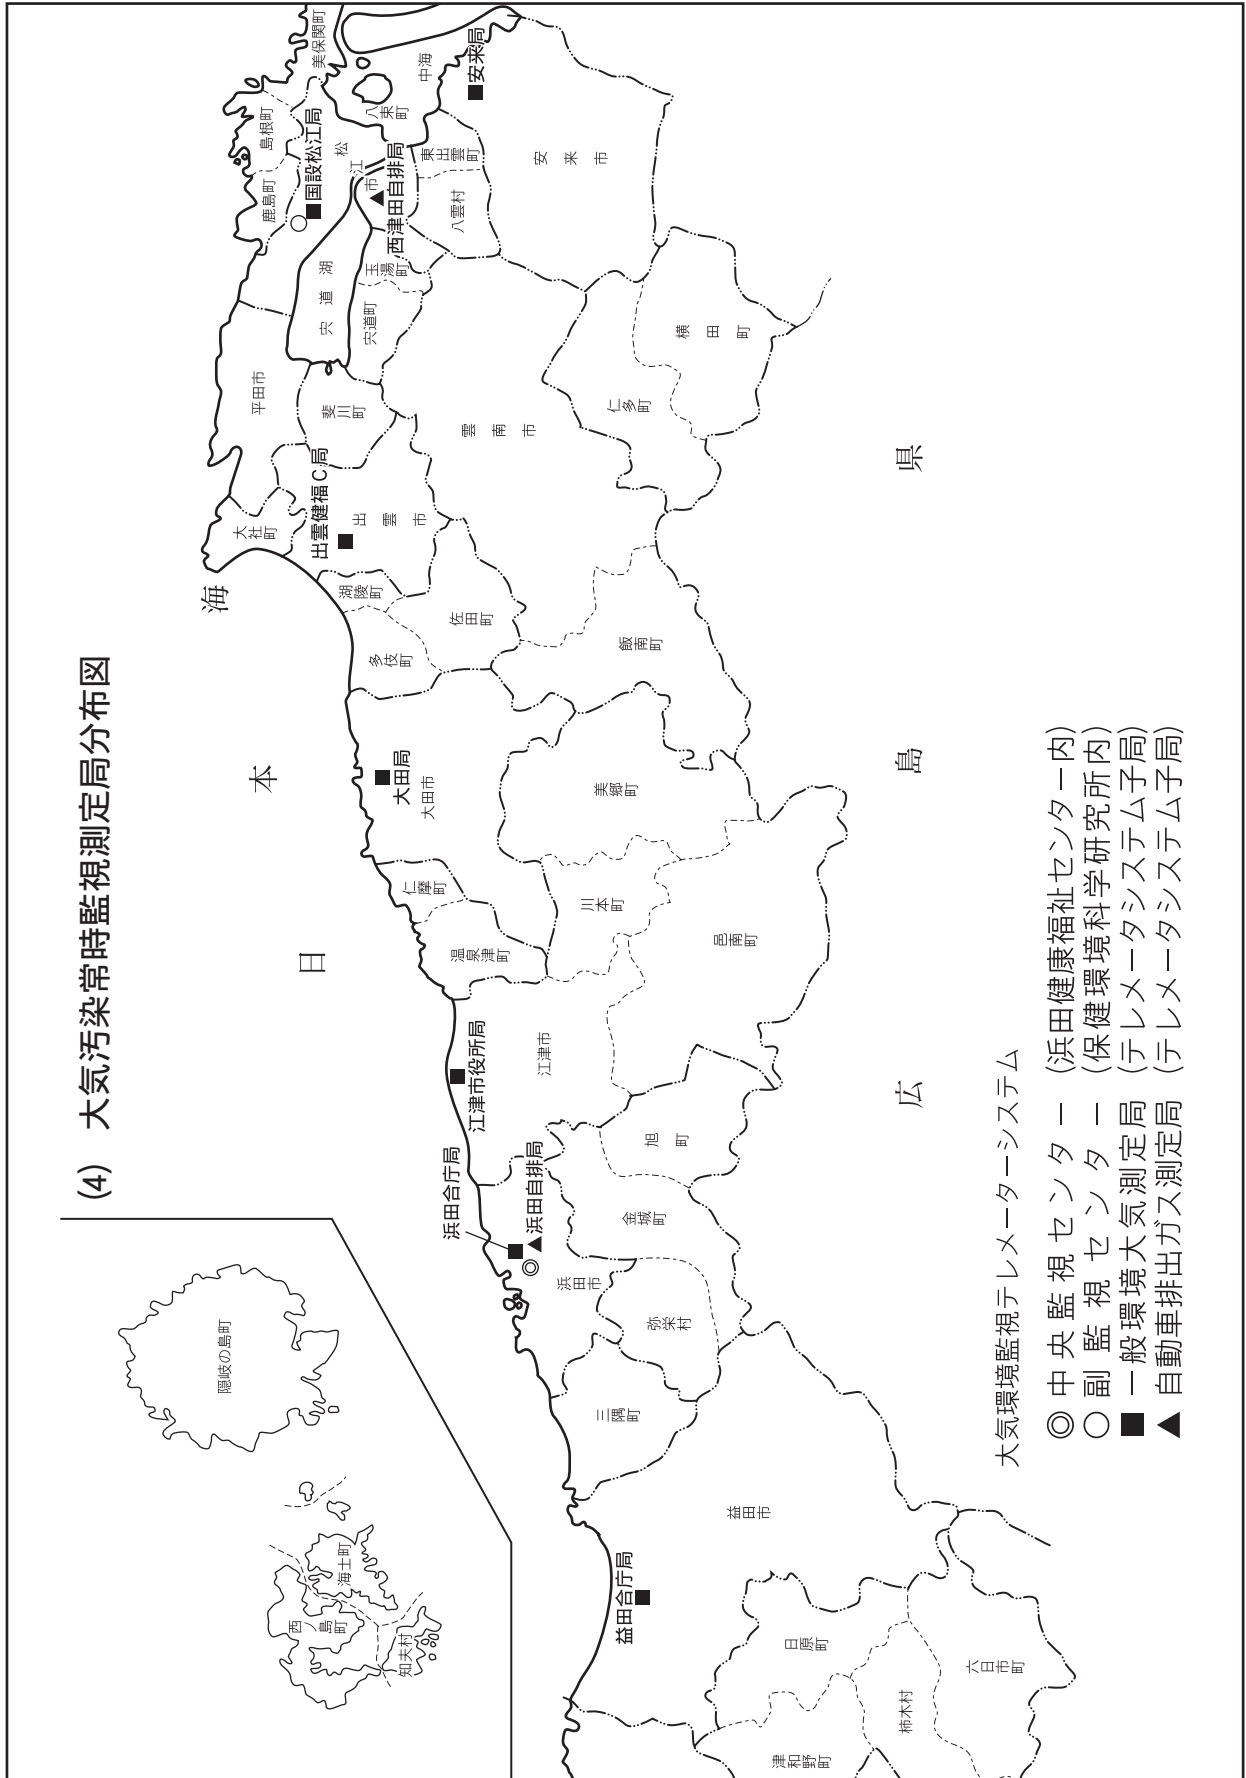 (4) 大気汚染常時監視測定局分布図
日本海
隠岐の島町
海士町
西ノ島町
知夫村
美保関町
島根町
鹿島町
国設松江局
松江市
八束町
中海
安来局
西津田自排局
東出雲町
八雲村
安来市
宍道湖
玉湯町
宍道町
平田市
斐川町
大社町
出雲健福C局
出雲市
雲南市
仁多町
横田町
湖陵町
多伎町
佐田町
飯南町
大田局
大田市
美郷町
仁摩町
温泉津町
川本町
邑南町
江津市役所局
江津市
浜田合庁局
浜田自排局
浜田市
旭町
金城町
弥栄村
三隅町
益田市
益田合庁局
日原町
六日市町
柿木村
津和野町
広島県
大気環境監視テレメーターシステム
◎中央監視センター(浜田健康福祉センター内)
○副監視センター(保健環境科学研究所内)
■一般環境大気測定局(テレメータシステム子局)
▲自動車排出ガス測定局(テレメータシステム子局)